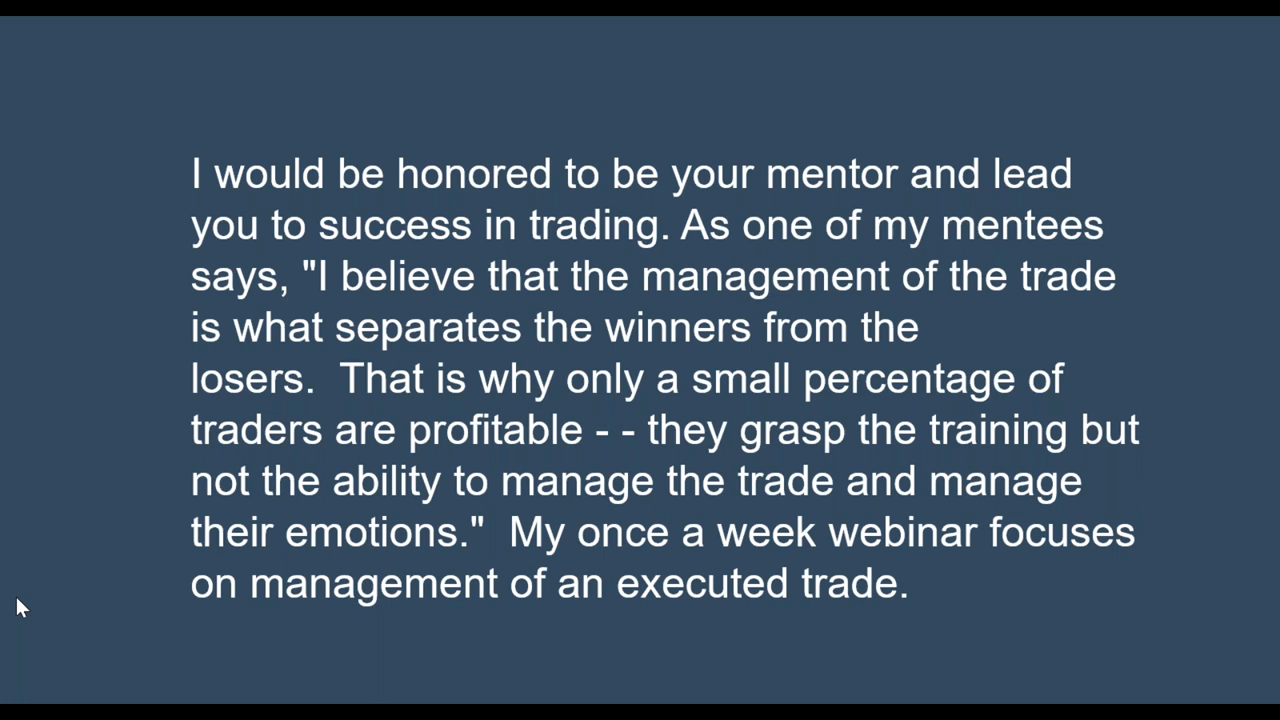 I would be honored to be your mentor and lead
you to success in trading. As one of my mentees
says, "I believe that the management of the trade
is what separates the winners from the
losers.  That is why only a small percentage of
traders are profitable - - they grasp the training but
not the ability to manage the trade and manage
their emotions."  My once a week webinar focuses
on management of an executed trade.